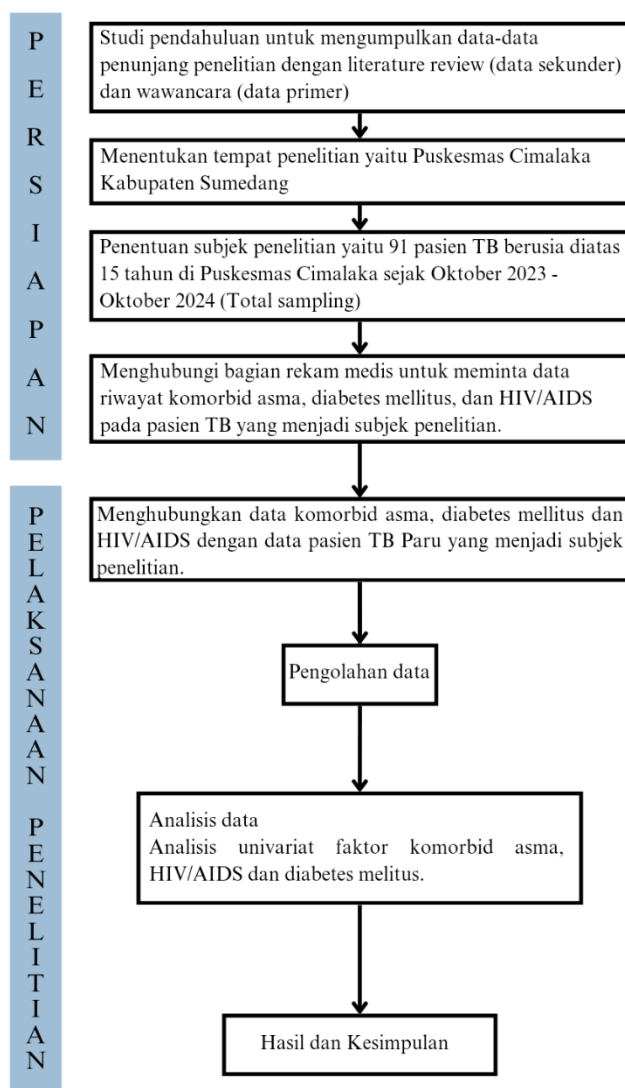 PERSIAPAN
Studi pendahuluan untuk mengumpulkan data-data
penunjang penelitian dengan literature review (data sekunder)
dan wawancara (data primer)
Menentukan tempat penelitian yaitu Puskesmas Cimalaka
Kabupaten Sumedang
Penentuan subjek penelitian yaitu 91 pasien TB berusia diatas
15 tahun di Puskesmas Cimalaka sejak Oktober 2023 -
Oktober 2024 (Total sampling)
Menghubungi bagian rekam medis untuk meminta data
riwayat komorbid asma, diabetes mellitus, dan HIV/AIDS
pada pasien TB yang menjadi subjek penelitian.
PELAKSANAAN PENELITIAN
Menghubungkan data komorbid asma, diabetes mellitus dan
HIV/AIDS dengan data pasien TB Paru yang menjadi subjek
penelitian.
Pengolahan data
Analisis data
Analisis univariat faktor komorbid asma,
HIV/AIDS dan diabetes melitus.
Hasil dan Kesimpulan